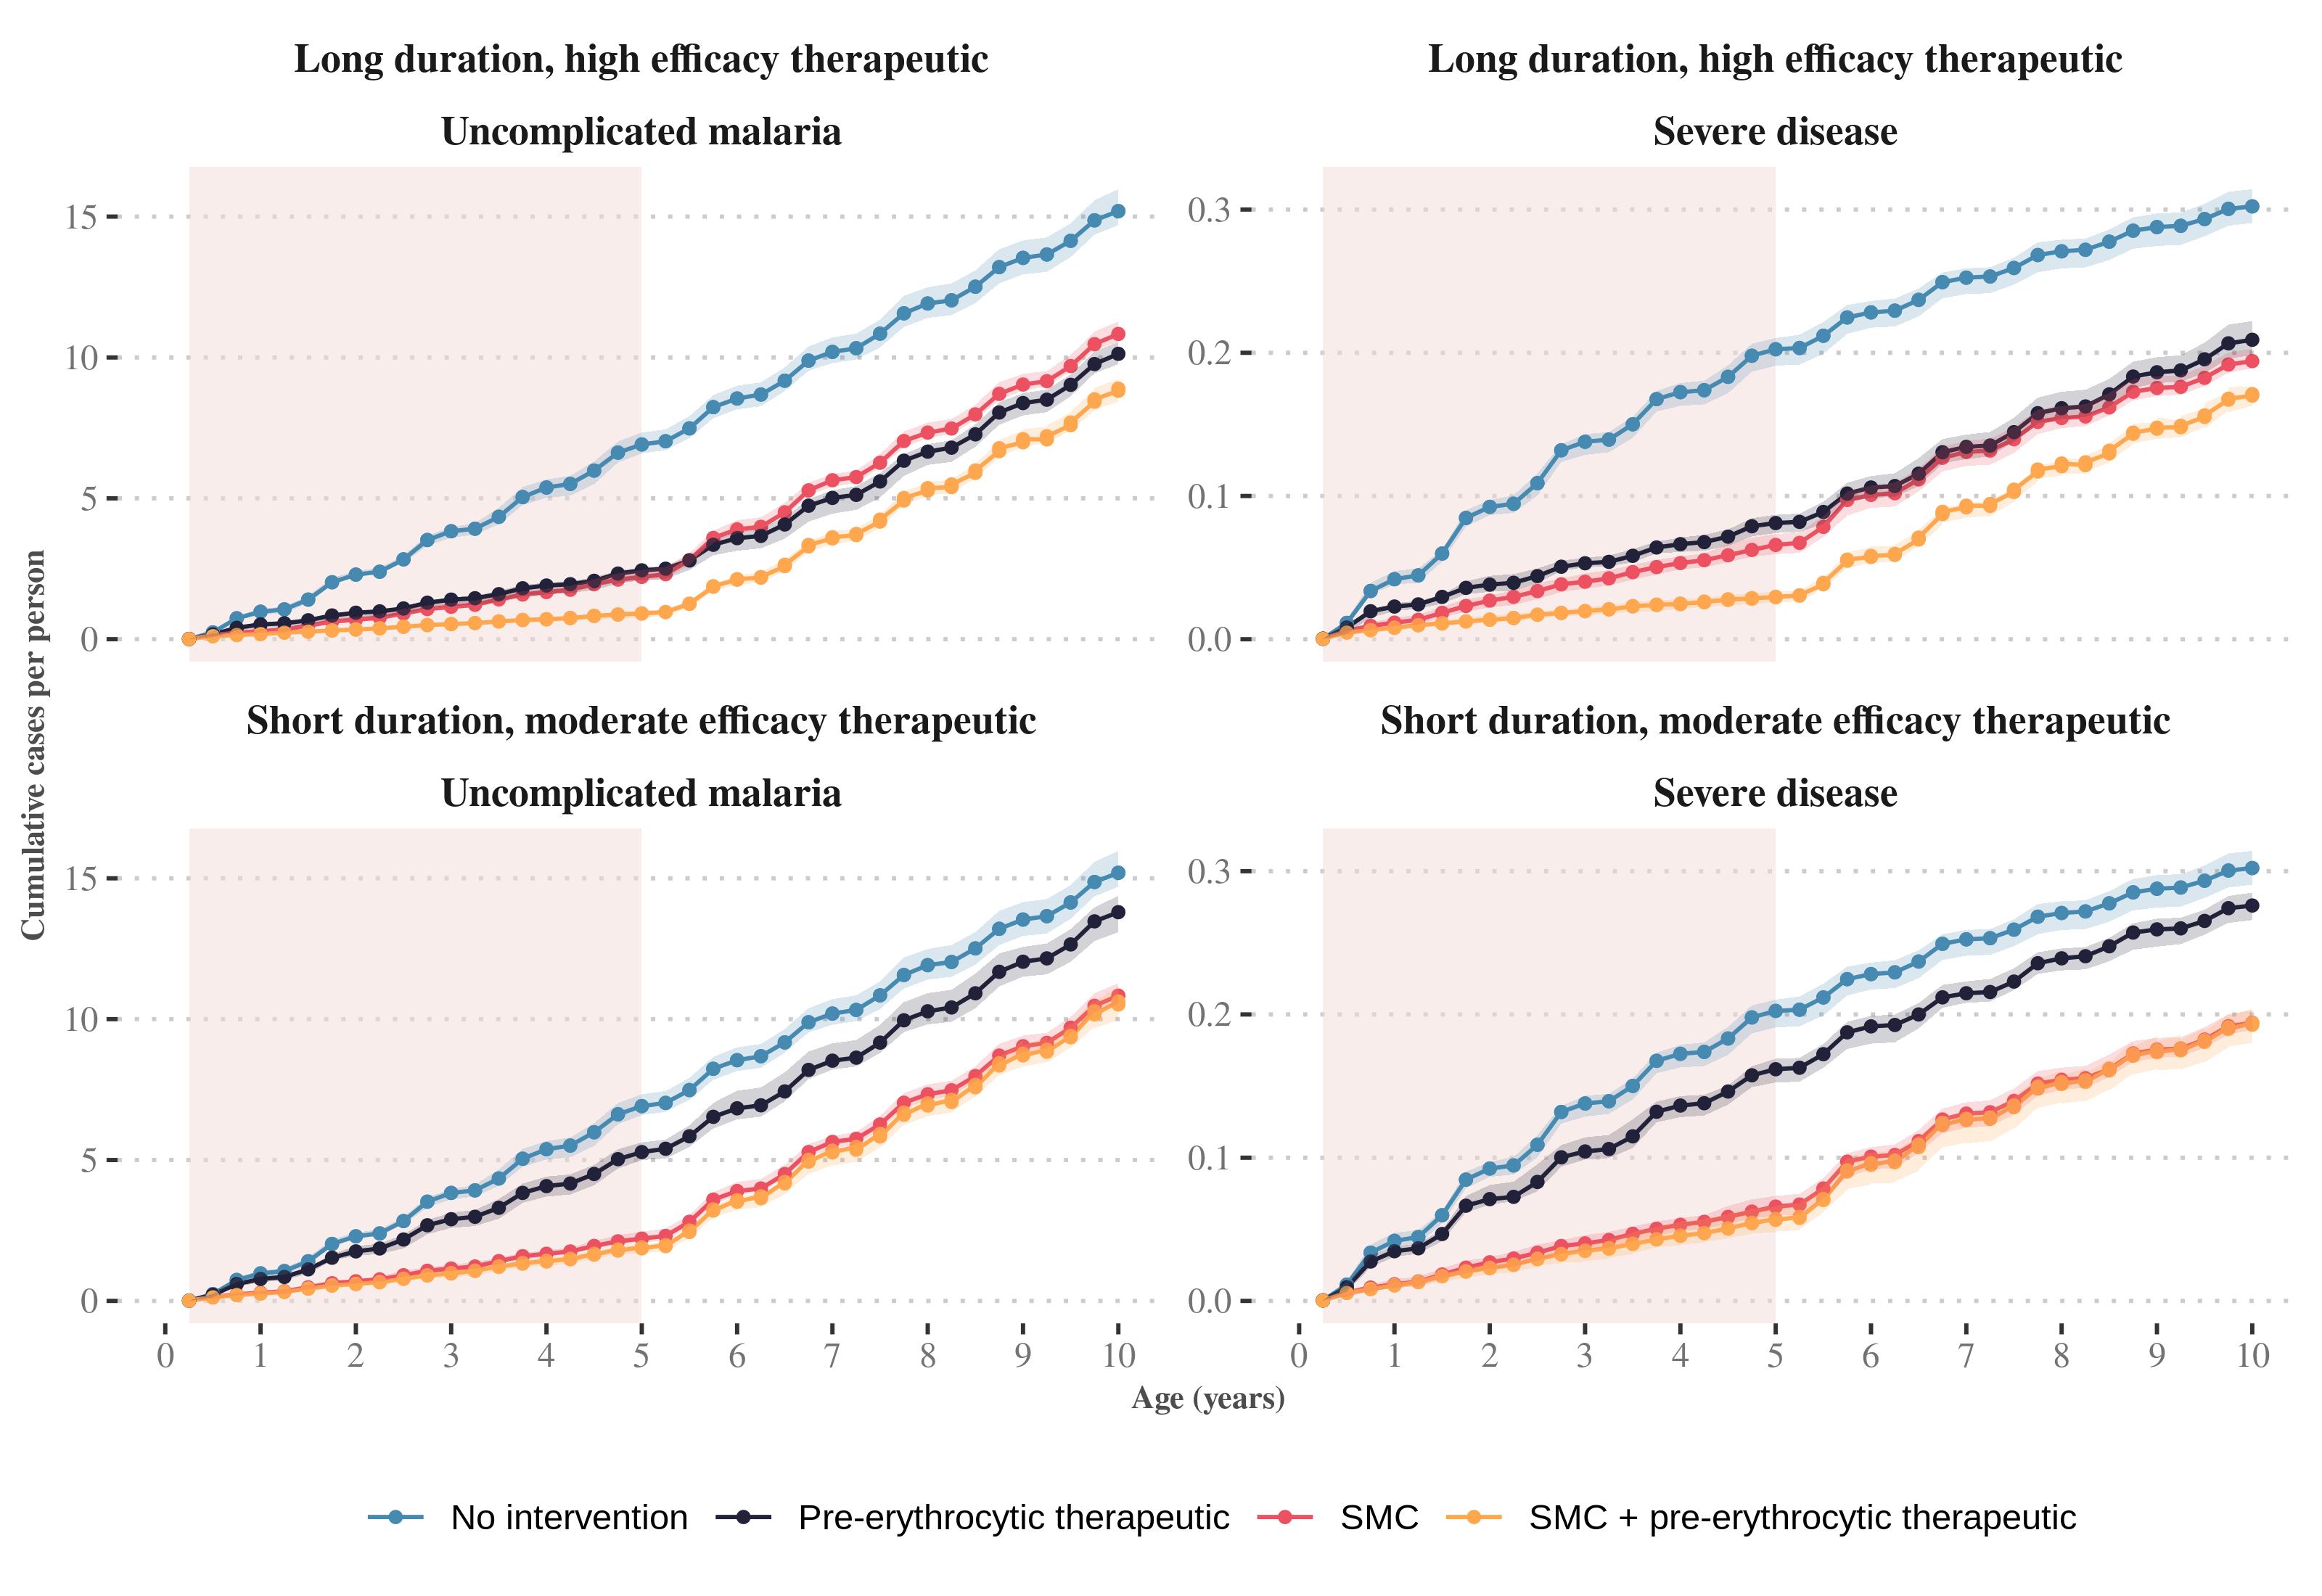 Long duration, high efficacy therapeutic
Uncomplicated malaria
Long duration, high efficacy therapeutic
Severe disease
15
10
5
0
0.3
0.2
0.1
0.0
Short duration, moderate efficacy therapeutic
Uncomplicated malaria
Short duration, moderate efficacy therapeutic
Severe disease
15
10
5
0
0.3
0.2
0.1
0.0
0 1 2 3 4 5 6 7 8 9 10
0 1 2 3 4 5 6 7 8 9 10
Cumulative cases per person
Age (years)
No intervention Pre-erythrocytic therapeutic SMC SMC + pre-erythrocytic therapeutic